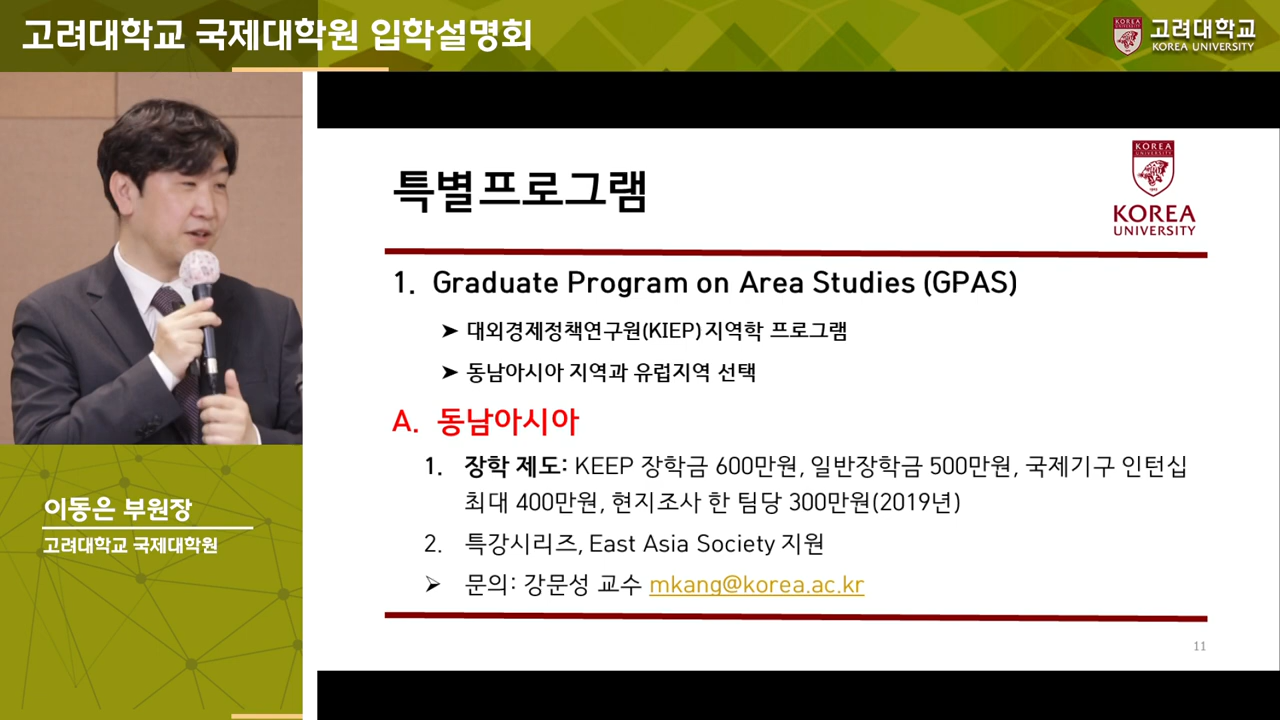 고려대학교 국제대학원 입학설명회
KOREA UNIVERSITY
고려대학교
KOREA UNIVERSITY
특별프로그램
KOREA UNIVERSITY
KOREA
UNIVERSITY
1. Graduate Program on Area Studies (GPAS)
➤ 대외경제정책연구원(KIEP) 지역학 프로그램
➤ 동남아시아 지역과 유럽지역 선택
A. 동남아시아
1. 장학 제도: KEEP 장학금 600만원, 일반장학금 500만원, 국제기구 인턴십
최대 400만원, 현지조사 한 팀당 300만원(2019년)
2. 특강시리즈, East Asia Society 지원
➢ 문의: 강문성 교수 mkang@korea.ac.kr
11
이동은 부원장
고려대학교 국제대학원